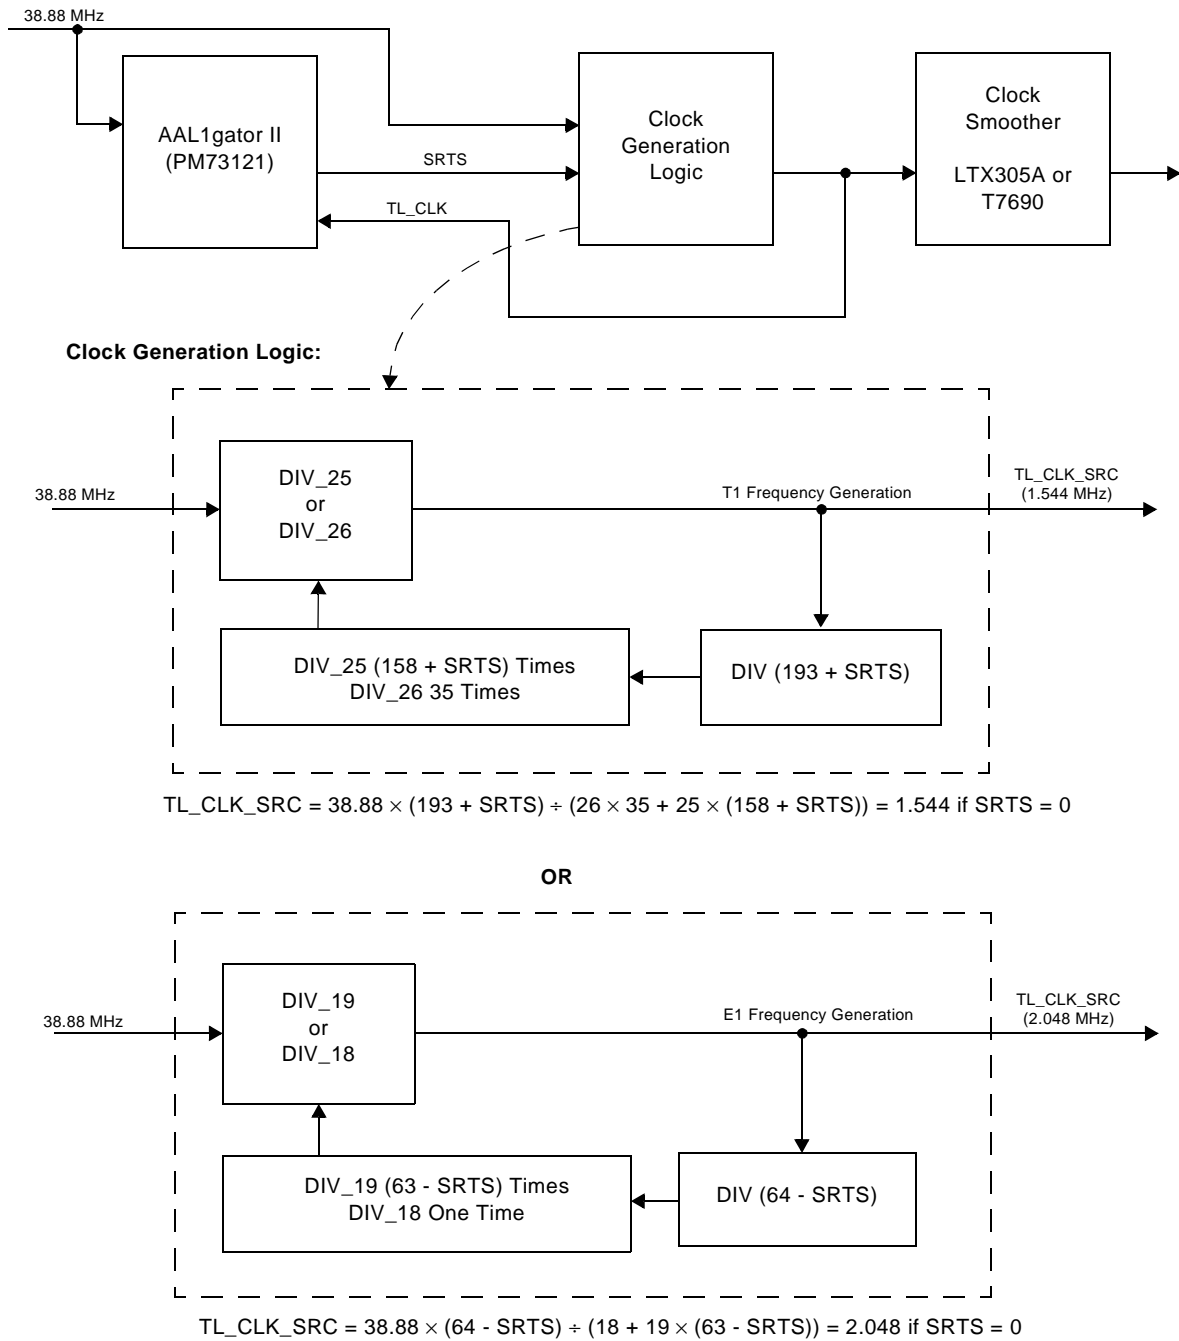 38.88 MHz
AAL1gator II
(PM73121)
SRTS
TL_CLK
Clock
Generation
Logic
Clock
Smoother
LTX305A or
T7690
Clock Generation Logic:
38.88 MHz
DIV_25
or
DIV_26
T1 Frequency Generation
TL_CLK_SRC
(1.544 MHz)
DIV_25 (158 + SRTS) Times
DIV_26 35 Times
DIV (193 + SRTS)
TL_CLK_SRC = 38.88 × (193 + SRTS) ÷ (26 × 35 + 25 × (158 + SRTS)) = 1.544 if SRTS = 0
OR
38.88 MHz
DIV_19
or
DIV_18
E1 Frequency Generation
TL_CLK_SRC
(2.048 MHz)
DIV_19 (63 - SRTS) Times
DIV_18 One Time
DIV (64 - SRTS)
TL_CLK_SRC = 38.88 × (64 - SRTS) ÷ (18 + 19 × (63 - SRTS)) = 2.048 if SRTS = 0